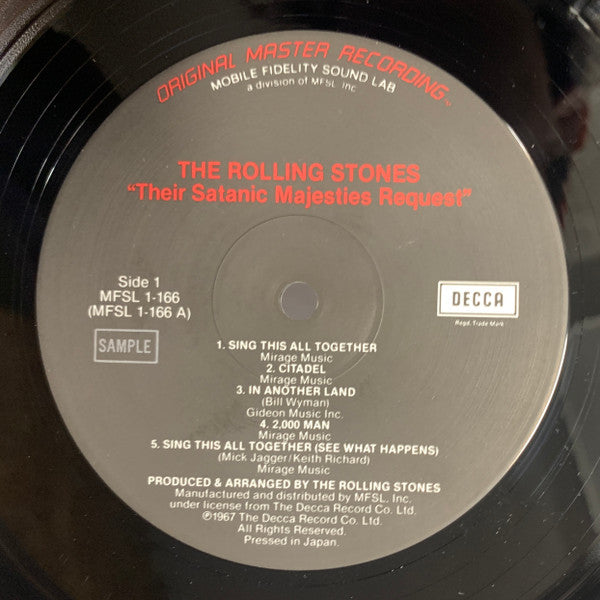 ORIGINAL MASTER RECORDING™
MOBILE FIDELITY SOUND LAB
a division of MFSL, Inc
THE ROLLING STONES
"Their Satanic Majesties Request"
Side 1
MFSL 1-166
(MFSL 1-166 A)
SAMPLE
DECCA
Regd. Trade Mark
1. SING THIS ALL TOGETHER
Mirage Music
2. CITADEL
Mirage Music
3. IN ANOTHER LAND
(Bill Wyman)
Gideon Music Inc.
4. 2,000 MAN
Mirage Music
5. SING THIS ALL TOGETHER (SEE WHAT HAPPENS)
(Mick Jagger/Keith Richard)
Mirage Music
PRODUCED & ARRANGED BY THE ROLLING STONES
Manufactured and distributed by MFSL, Inc.
under license from The Decca Record Co. Ltd.
℗1967 The Decca Record Co. Ltd.
All Rights Reserved.
Pressed in Japan.